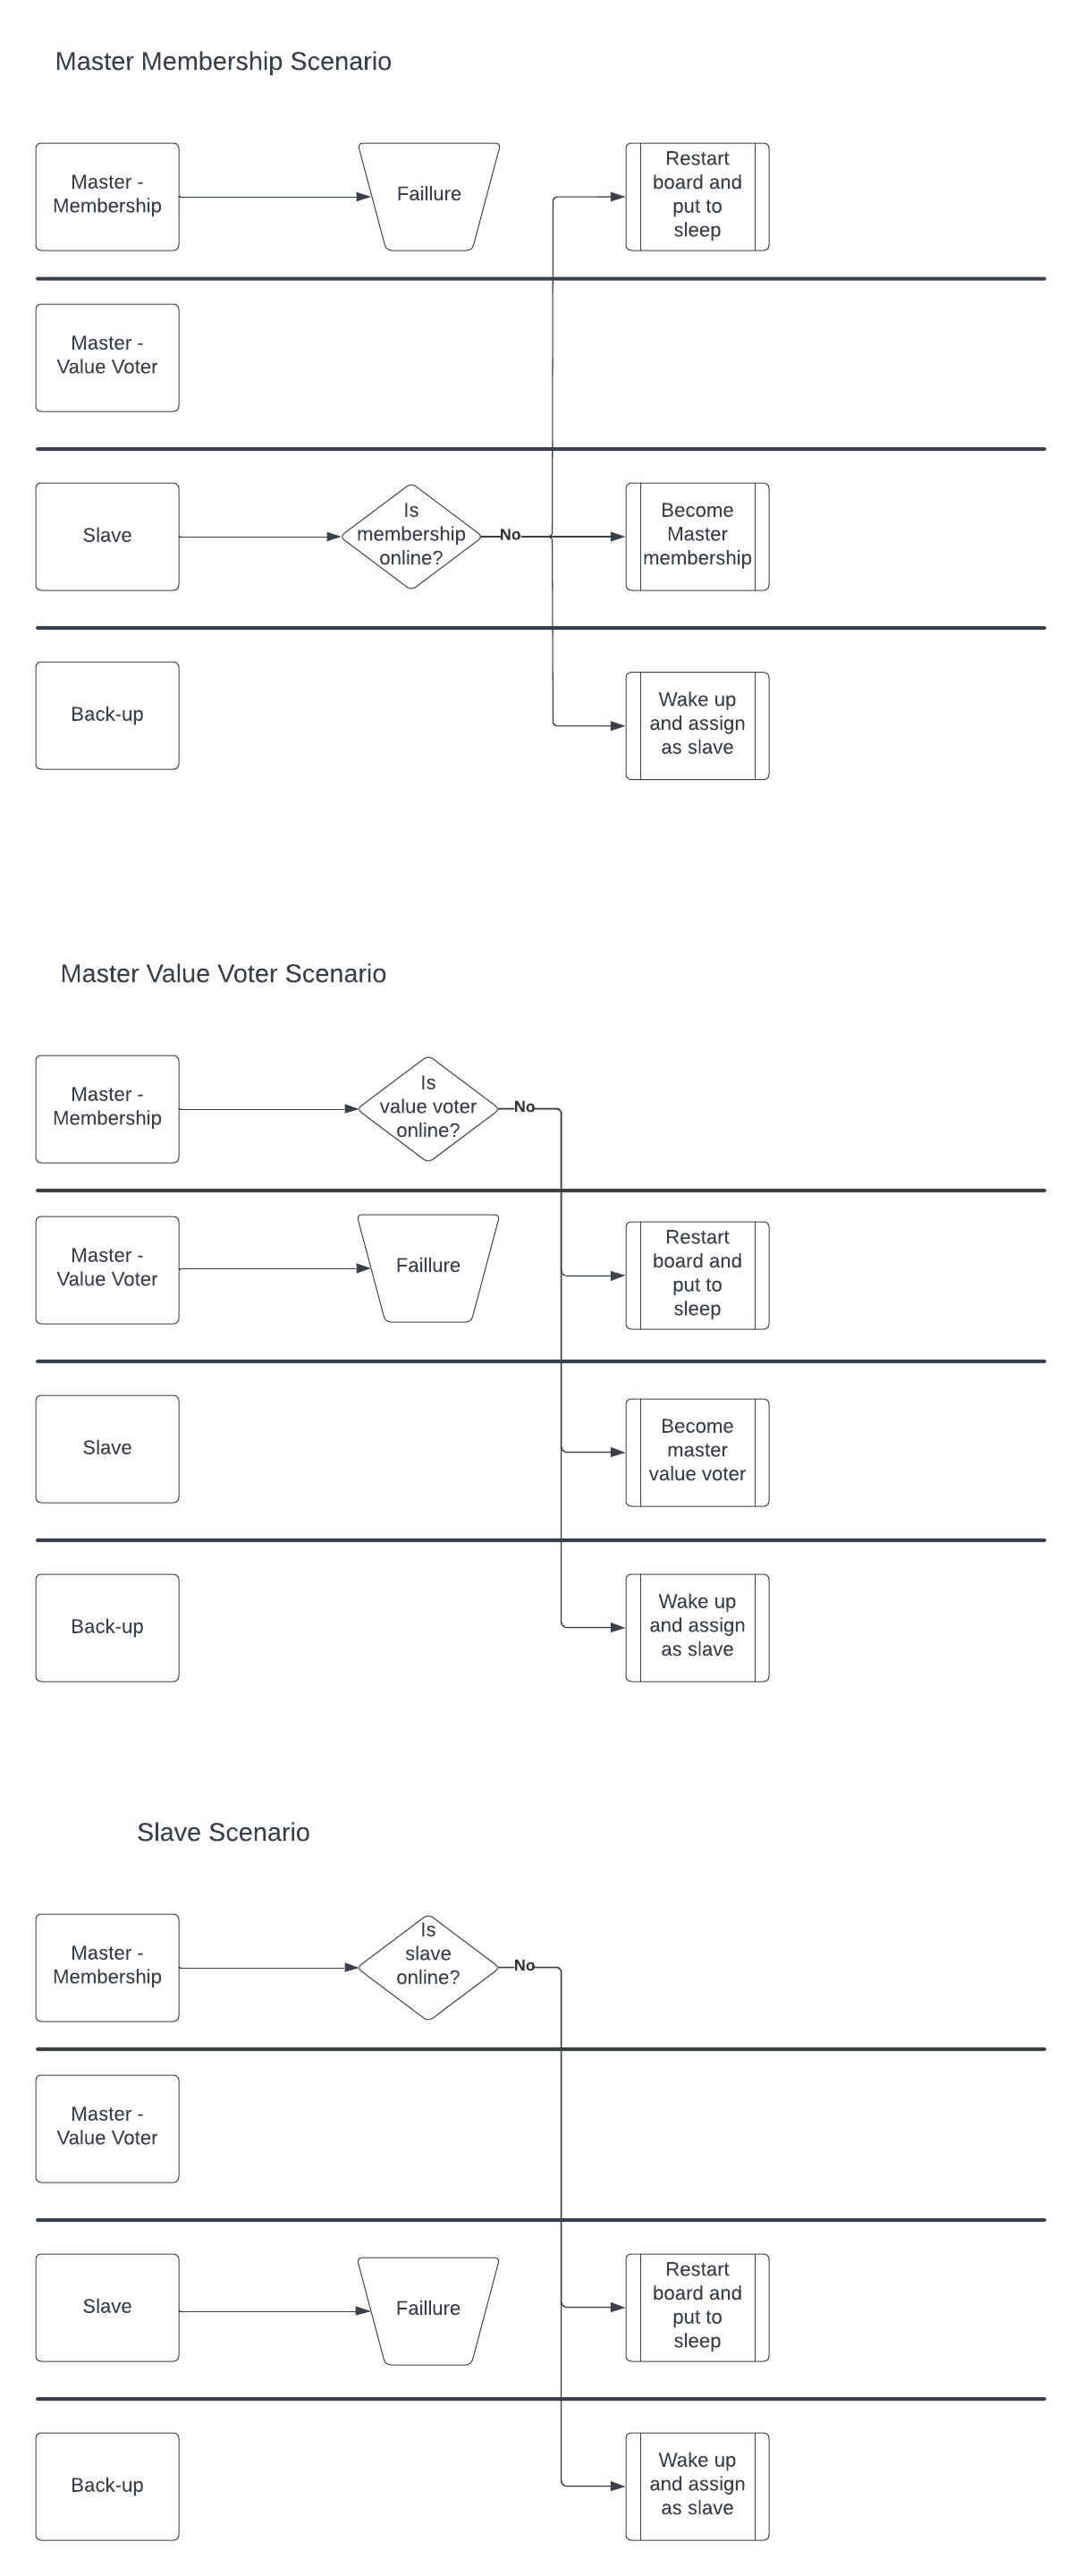 Master Membership Scenario
Master -
Membership
Faillure
Restart
board and
put to
sleep
Master -
Value Voter
Slave
Is
membership
online?
No
Become
Master
membership
Back-up
Wake up
and assign
as slave
Master Value Voter Scenario
Master -
Membership
Is
value voter
online?
No
Master -
Value Voter
Faillure
Restart
board and
put to
sleep
Slave
Become
master
value voter
Back-up
Wake up
and assign
as slave
Slave Scenario
Master -
Membership
Is
slave
online?
No
Master -
Value Voter
Slave
Faillure
Restart
board and
put to
sleep
Back-up
Wake up
and assign
as slave